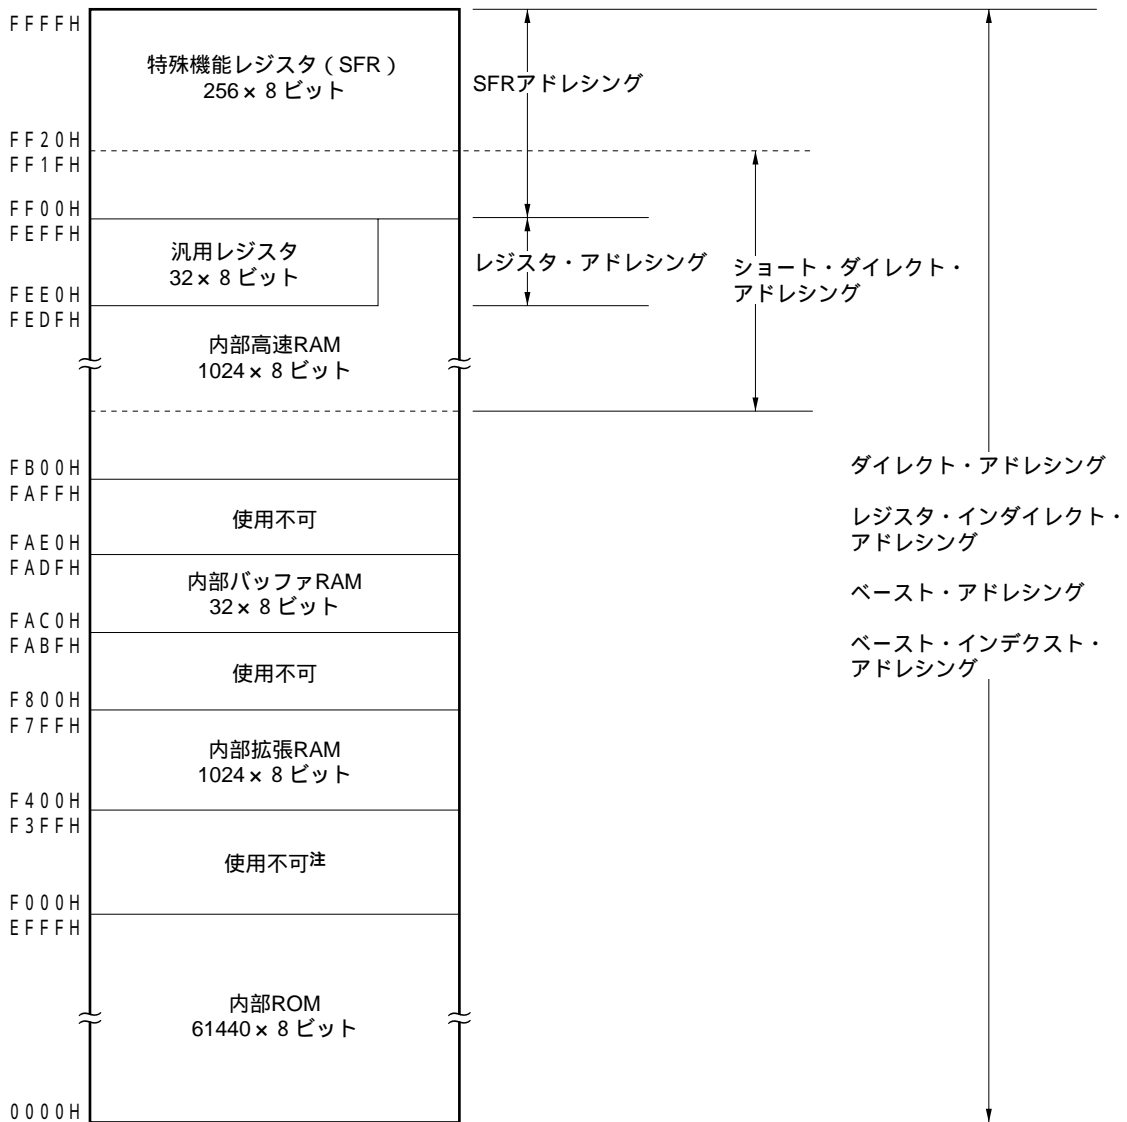 FFFFH
特殊機能レジスタ（SFR）
256×8ビット
SFRアドレシング
FF20H
FF1FH
FF00H
FEFFH
汎用レジスタ
32×8ビット
レジスタ・アドレシング
ショート・ダイレクト・
アドレシング
FEE0H
FEDFH
内部高速RAM
1024×8ビット
FB00H
FAFFH
ダイレクト・アドレシング
使用不可
レジスタ・インダイレクト・
アドレシング
FAE0H
FADFH
内部バッファRAM
32×8ビット
ベースト・アドレシング
FAC0H
FABFH
ベースト・インデクスト・
アドレシング
使用不可
F800H
F7FFH
内部拡張RAM
1024×8ビット
F400H
F3FFH
使用不可注
F000H
EFFFH
内部ROM
61440×8ビット
0000H